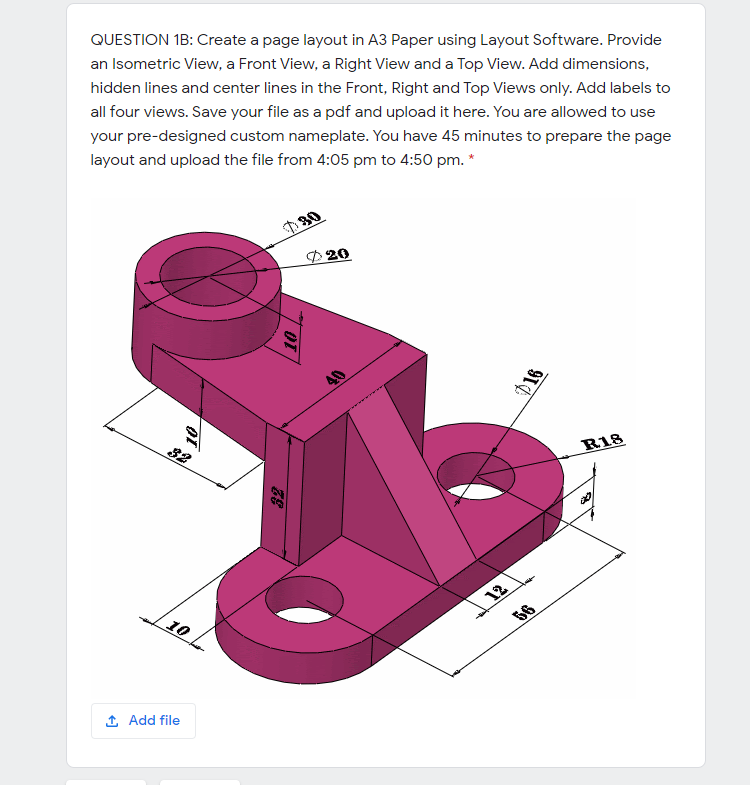 QUESTION 1B: Create a page layout in A3 Paper using Layout Software. Provide
an Isometric View, a Front View, a Right View and a Top View. Add dimensions,
hidden lines and center lines in the Front, Right and Top Views only. Add labels to
all four views. Save your file as a pdf and upload it here. You are allowed to use
your pre-designed custom nameplate. You have 45 minutes to prepare the page
layout and upload the file from 4:05 pm to 4:50 pm. *
∅30
∅20
10
40
∅16
10
32
R18
32
8
12
56
10
Add file